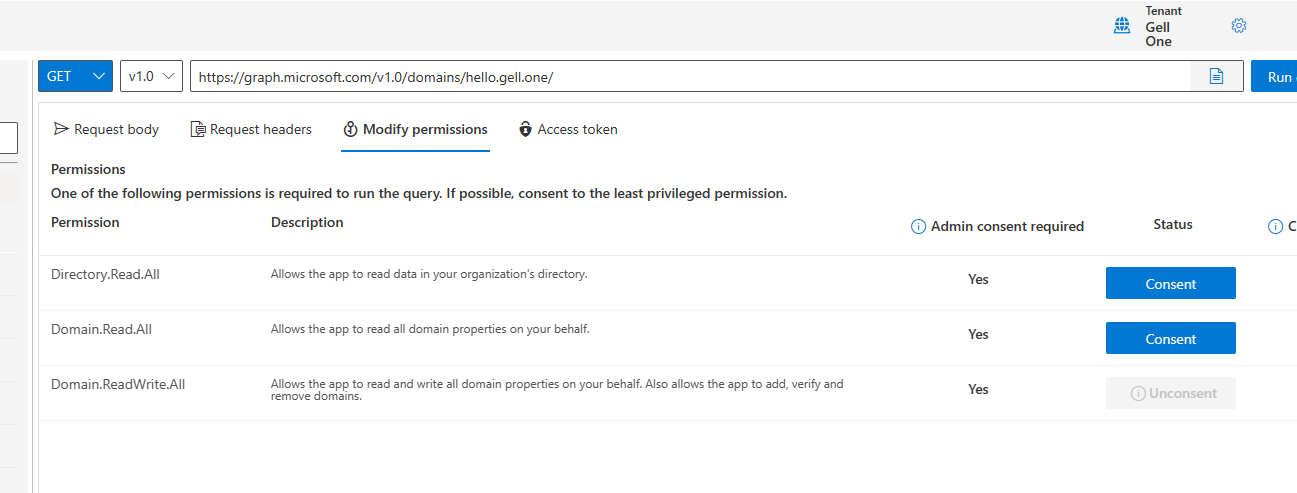 Tenant
Gell
One
GET
v1.0
https://graph.microsoft.com/v1.0/domains/hello.gell.one/
Run
Request body
Request headers
Modify permissions
Access token
Permissions
One of the following permissions is required to run the query. If possible, consent to the least privileged permission.
Permission Description Admin consent required Status C
Directory.Read.All Allows the app to read data in your organization's directory. Yes Consent
Domain.Read.All Allows the app to read all domain properties on your behalf. Yes Consent
Domain.ReadWrite.All Allows the app to read and write all domain properties on your behalf. Also allows the app to add, verify and Yes Unconsent
remove domains.